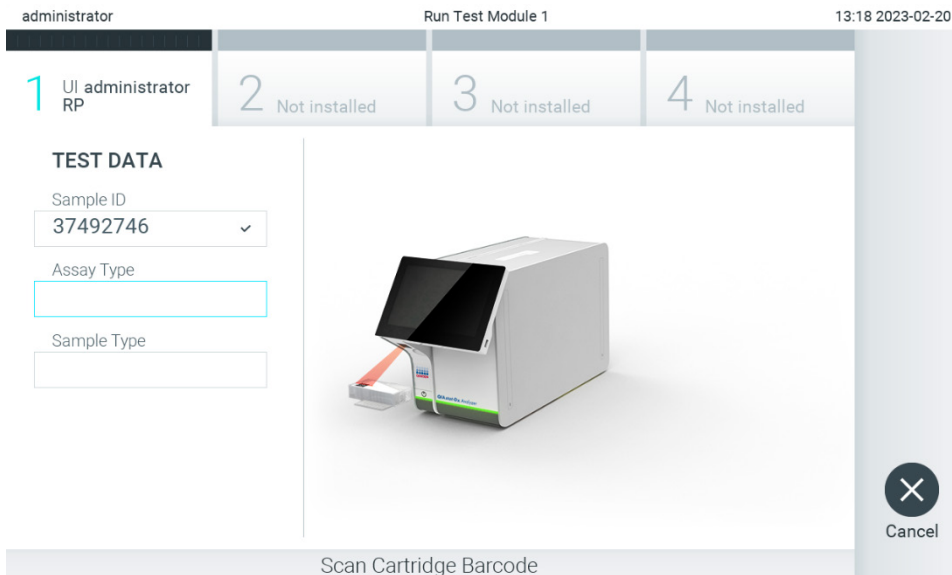 administrator
Run Test Module 1
13:18 2023-02-20
1 UI administrator
RP
2 Not installed
3 Not installed
4 Not installed
TEST DATA
Sample ID
37492746
Assay Type
Sample Type
Cancel
Scan Cartridge Barcode